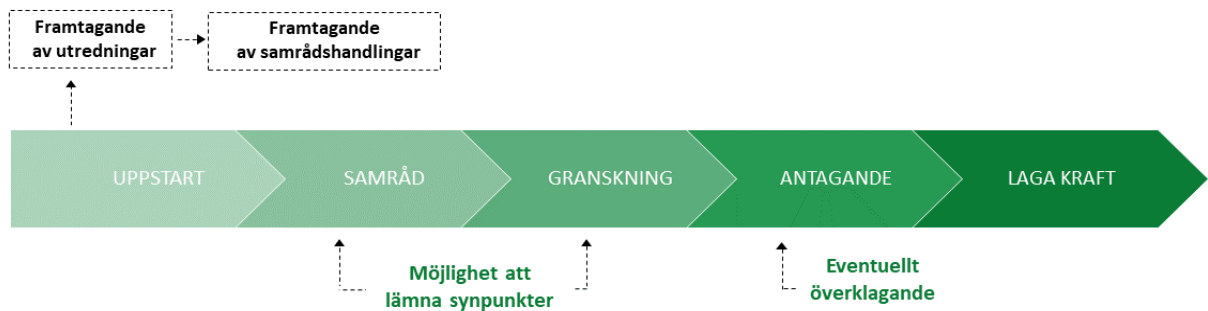 Framtagande
av utredningar
Framtagande
av samrådshandlingar
UPPSTART
SAMRÅD
GRANSKNING
ANTAGANDE
LAGA KRAFT
Möjlighet att
lämna synpunkter
Eventuellt
överklagande